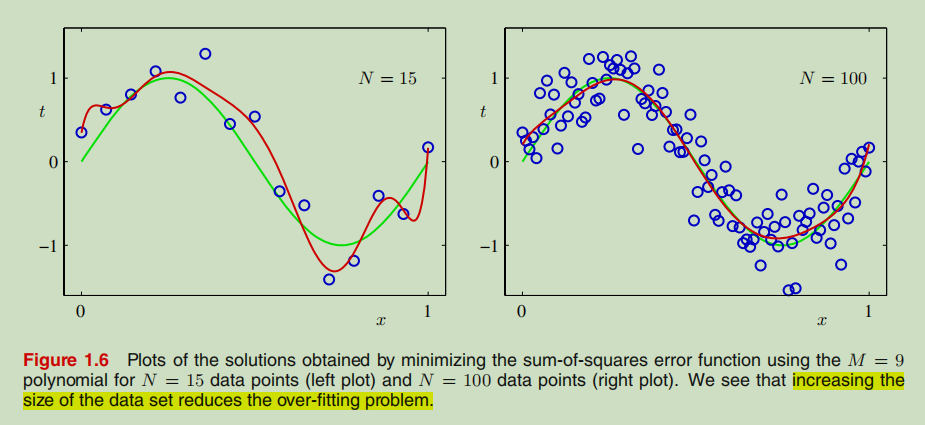 N = 15
1
t
0
−1
0
x
1
N = 100
1
t
0
−1
0
x
1
Figure 1.6 Plots of the solutions obtained by minimizing the sum-of-squares error function using the M = 9
polynomial for N = 15 data points (left plot) and N = 100 data points (right plot). We see that increasing the
size of the data set reduces the over-fitting problem.